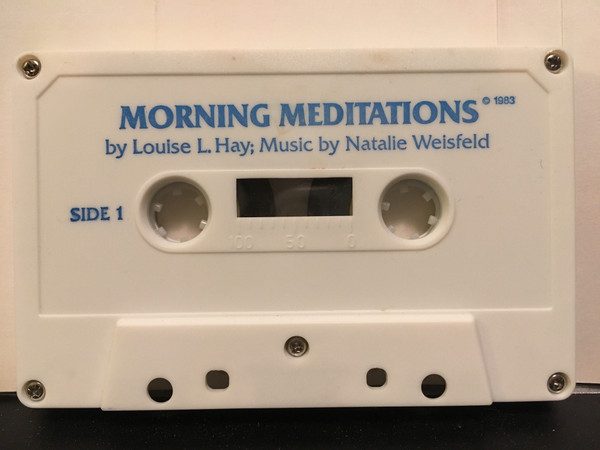 MORNING MEDITATIONS © 1983
by Louise L. Hay; Music by Natalie Weisfeld
SIDE 1
100 50 0